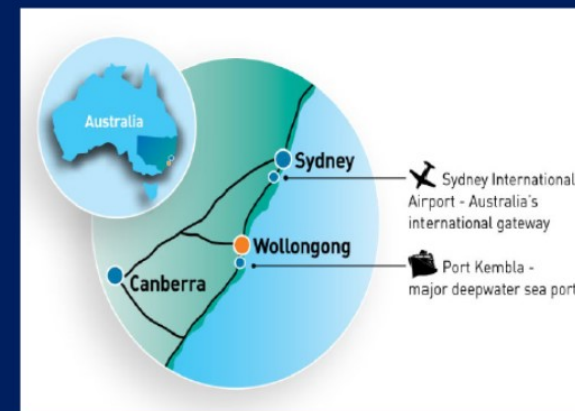 Australia
Sydney
Sydney International
Airport - Australia's
international gateway
Wollongong
Port Kembla -
major deepwater sea port
Canberra